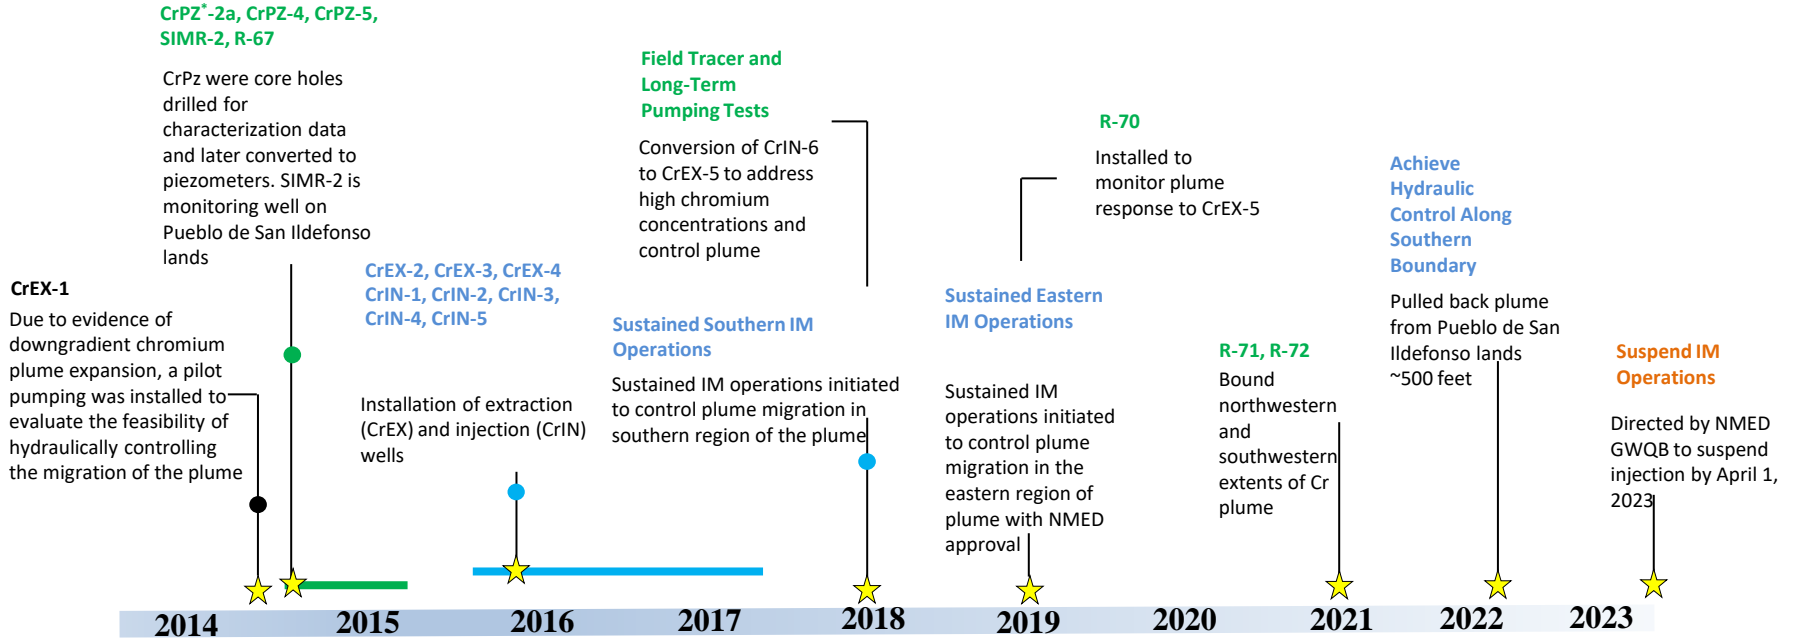 CrPZ*-2a, CrPZ-4, CrPZ-5,
SIMR-2, R-67
CrPz were core holes
drilled for
characterization data
and later converted to
piezometers. SIMR-2 is
monitoring well on
Pueblo de San Ildefonso
lands
CrEX-1
Due to evidence of
downgradient chromium
plume expansion, a pilot
pumping was installed to
evaluate the feasibility of
hydraulically controlling
the migration of the plume
CrEX-2, CrEX-3, CrEX-4
CrIN-1, CrIN-2, CrIN-3,
CrIN-4, CrIN-5
Installation of extraction
(CrEX) and injection (CrIN)
wells
Field Tracer and
Long-Term
Pumping Tests
Conversion of CrIN-6
to CrEX-5 to address
high chromium
concentrations and
control plume
Sustained Southern IM
Operations
Sustained IM operations initiated
to control plume migration in
southern region of the plume
R-70
Installed to
monitor plume
response to CrEX-5
Sustained Eastern
IM Operations
Sustained IM
operations initiated
to control plume
migration in the
eastern region of
plume with NMED
approval
R-71, R-72
Bound
northwestern
and
southwestern
extents of Cr
plume
Achieve
Hydraulic
Control Along
Southern
Boundary
Pulled back plume
from Pueblo de San
Ildefonso lands
~500 feet
Suspend IM
Operations
Directed by NMED
GWQB to suspend
injection by April 1,
2023
2014 2015 2016 2017 2018 2019 2020 2021 2022 2023